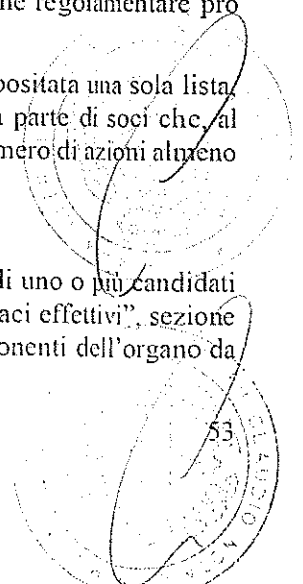 ne regolamentare pro
positata una sola lista,
a parte di soci che, al
mero di azioni almeno
di uno o più candidati
aci effettivi", sezione
onenti dell'organo da
53